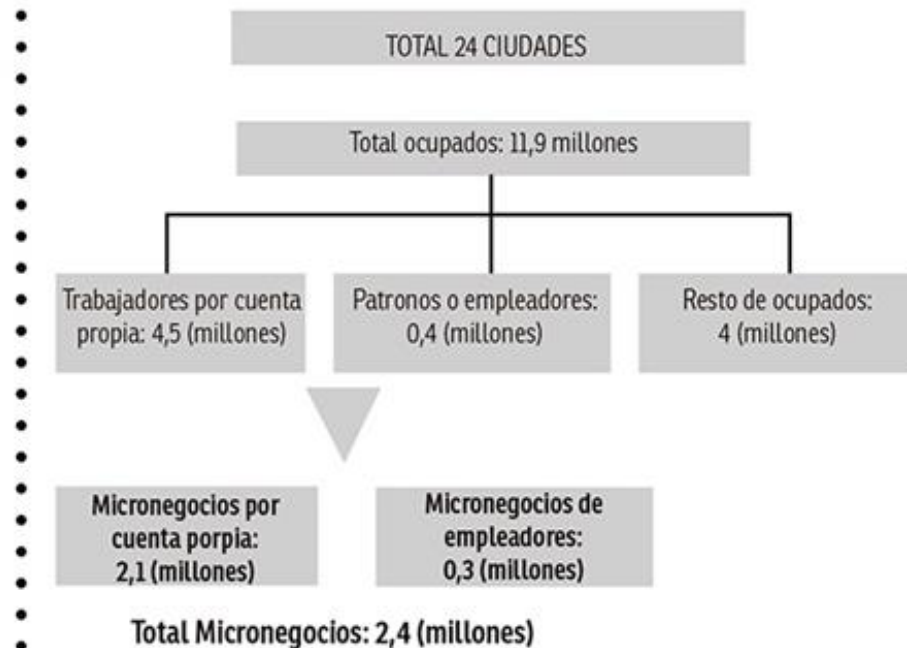 TOTAL 24 CIUDADES
Total ocupados: 11,9 millones
Trabajadores por cuenta
propia: 4,5 (millones)
Patronos o empleadores:
0,4 (millones)
Resto de ocupados:
4 (millones)
Micronegocios por
cuenta porpia:
2,1 (millones)
Micronegocios de
empleadores:
0,3 (millones)
Total Micronegocios: 2,4 (millones)